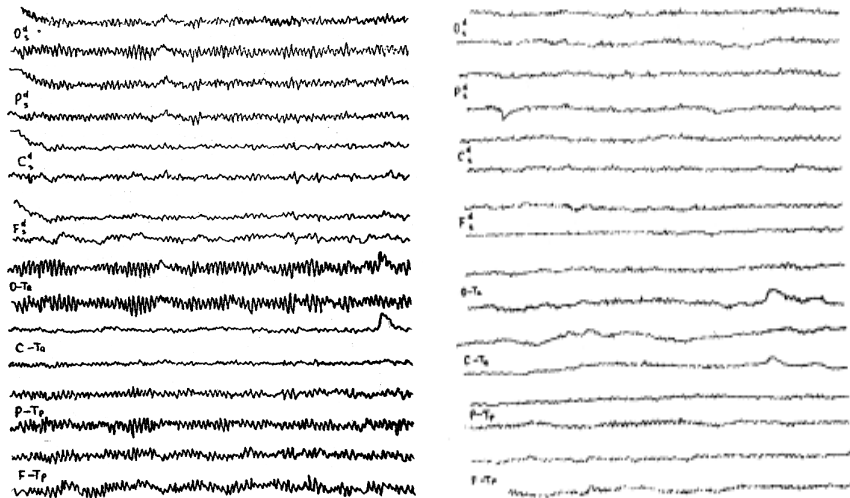 O d s
P d s
C d s
F d s
O-Ta
C-Ta
P-Tp
F-Tp
O d s
P d s
C d s
F d s
O-Ta
C-Ta
P-Tp
F-Tp